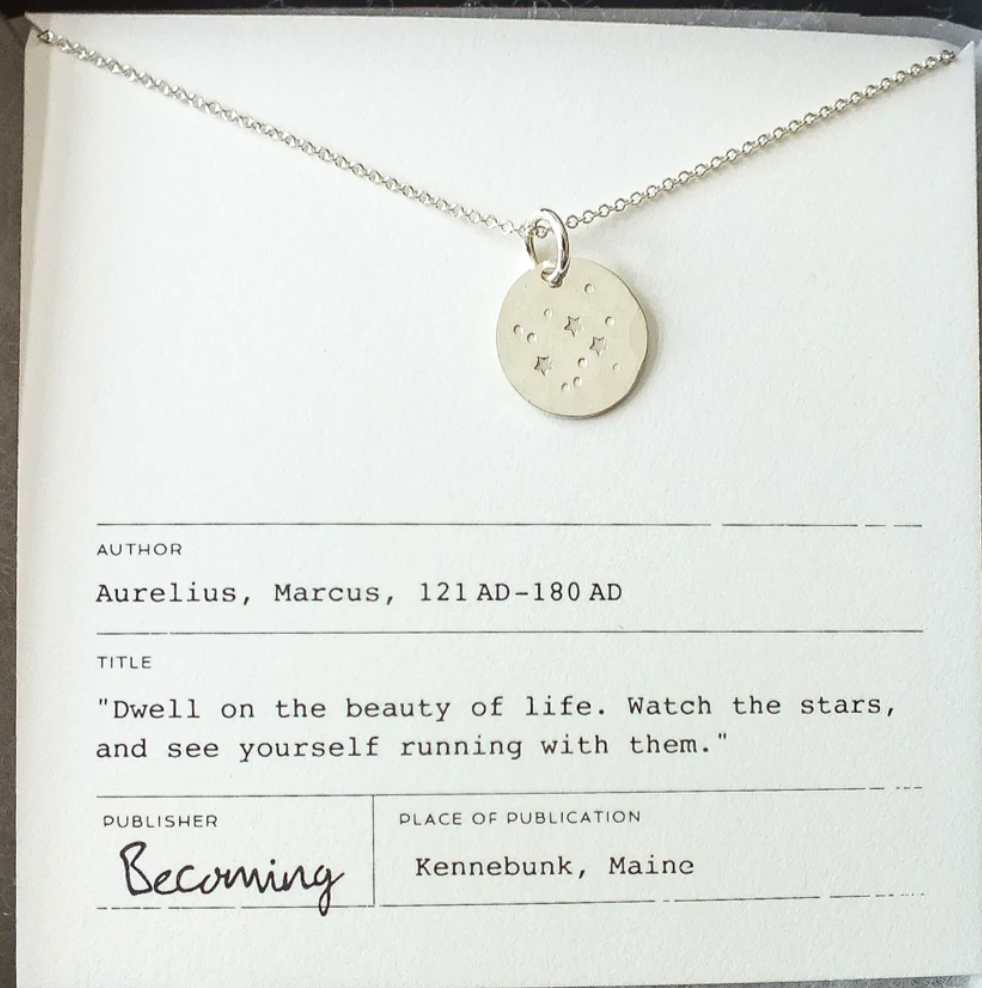 AUTHOR
Aurelius, Marcus, 121 AD–180 AD
TITLE
"Dwell on the beauty of life. Watch the stars,
and see yourself running with them."
PUBLISHER
Becoming
PLACE OF PUBLICATION
Kennebunk, Maine